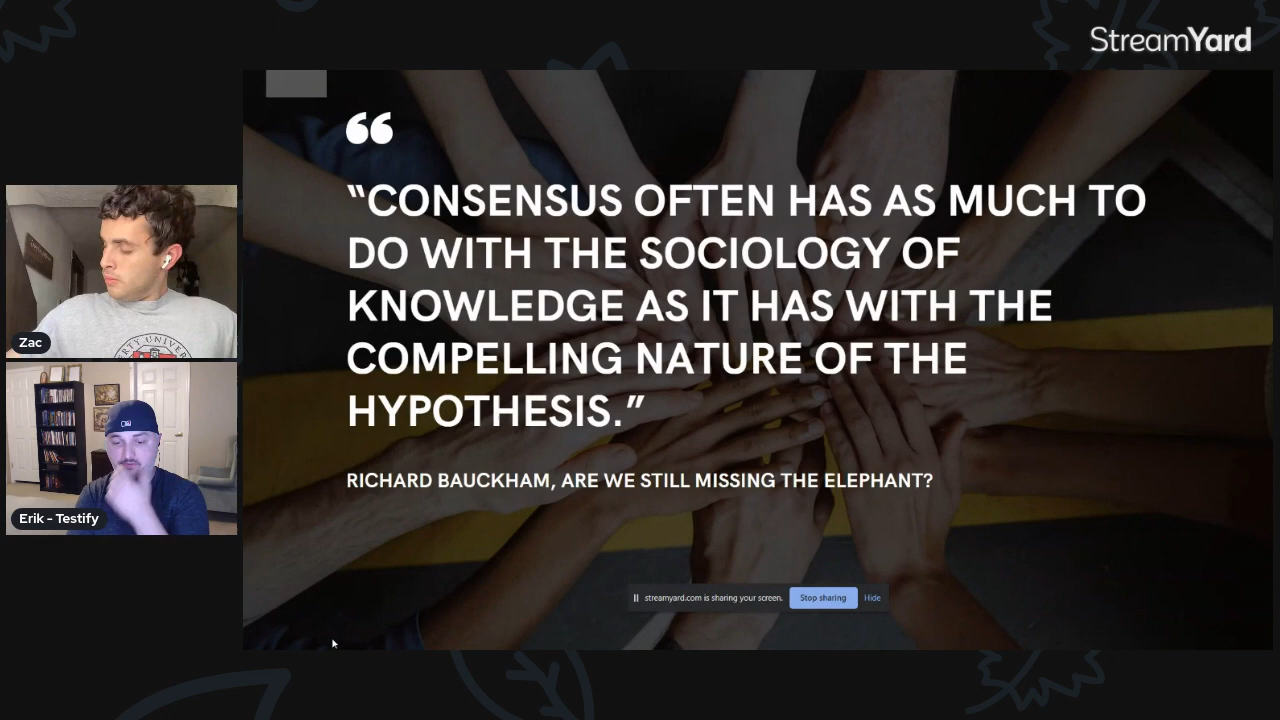 StreamYard
“
“CONSENSUS OFTEN HAS AS MUCH TO
DO WITH THE SOCIOLOGY OF
KNOWLEDGE AS IT HAS WITH THE
COMPELLING NATURE OF THE
HYPOTHESIS.”
RICHARD BAUCKHAM, ARE WE STILL MISSING THE ELEPHANT?
Zac
Erik - Testify
streamyard.com is sharing your screen.
Stop sharing
Hide